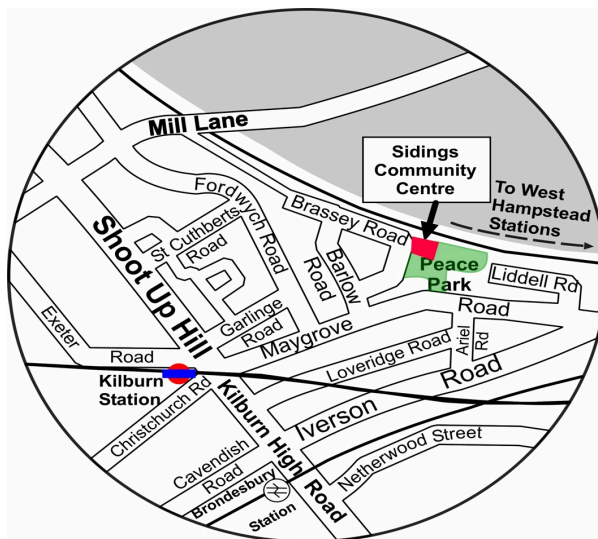 Mill Lane
Sidings
Community
Centre
To West
Hampstead
Stations
Fordwych Road
Brassey Road
St Cuthberts
Road
Shoot Up Hill
Barlow
Road
Peace
Park
Liddell Rd
Garlinge
Road
Maygrove
Road
Exeter
Road
Ariel
Rd
Loveridge Road
Kilburn
Station
Christchurch Rd
Kilburn High Road
Iverson Road
Cavendish
Road
Netherwood Street
Brondesbury
Station